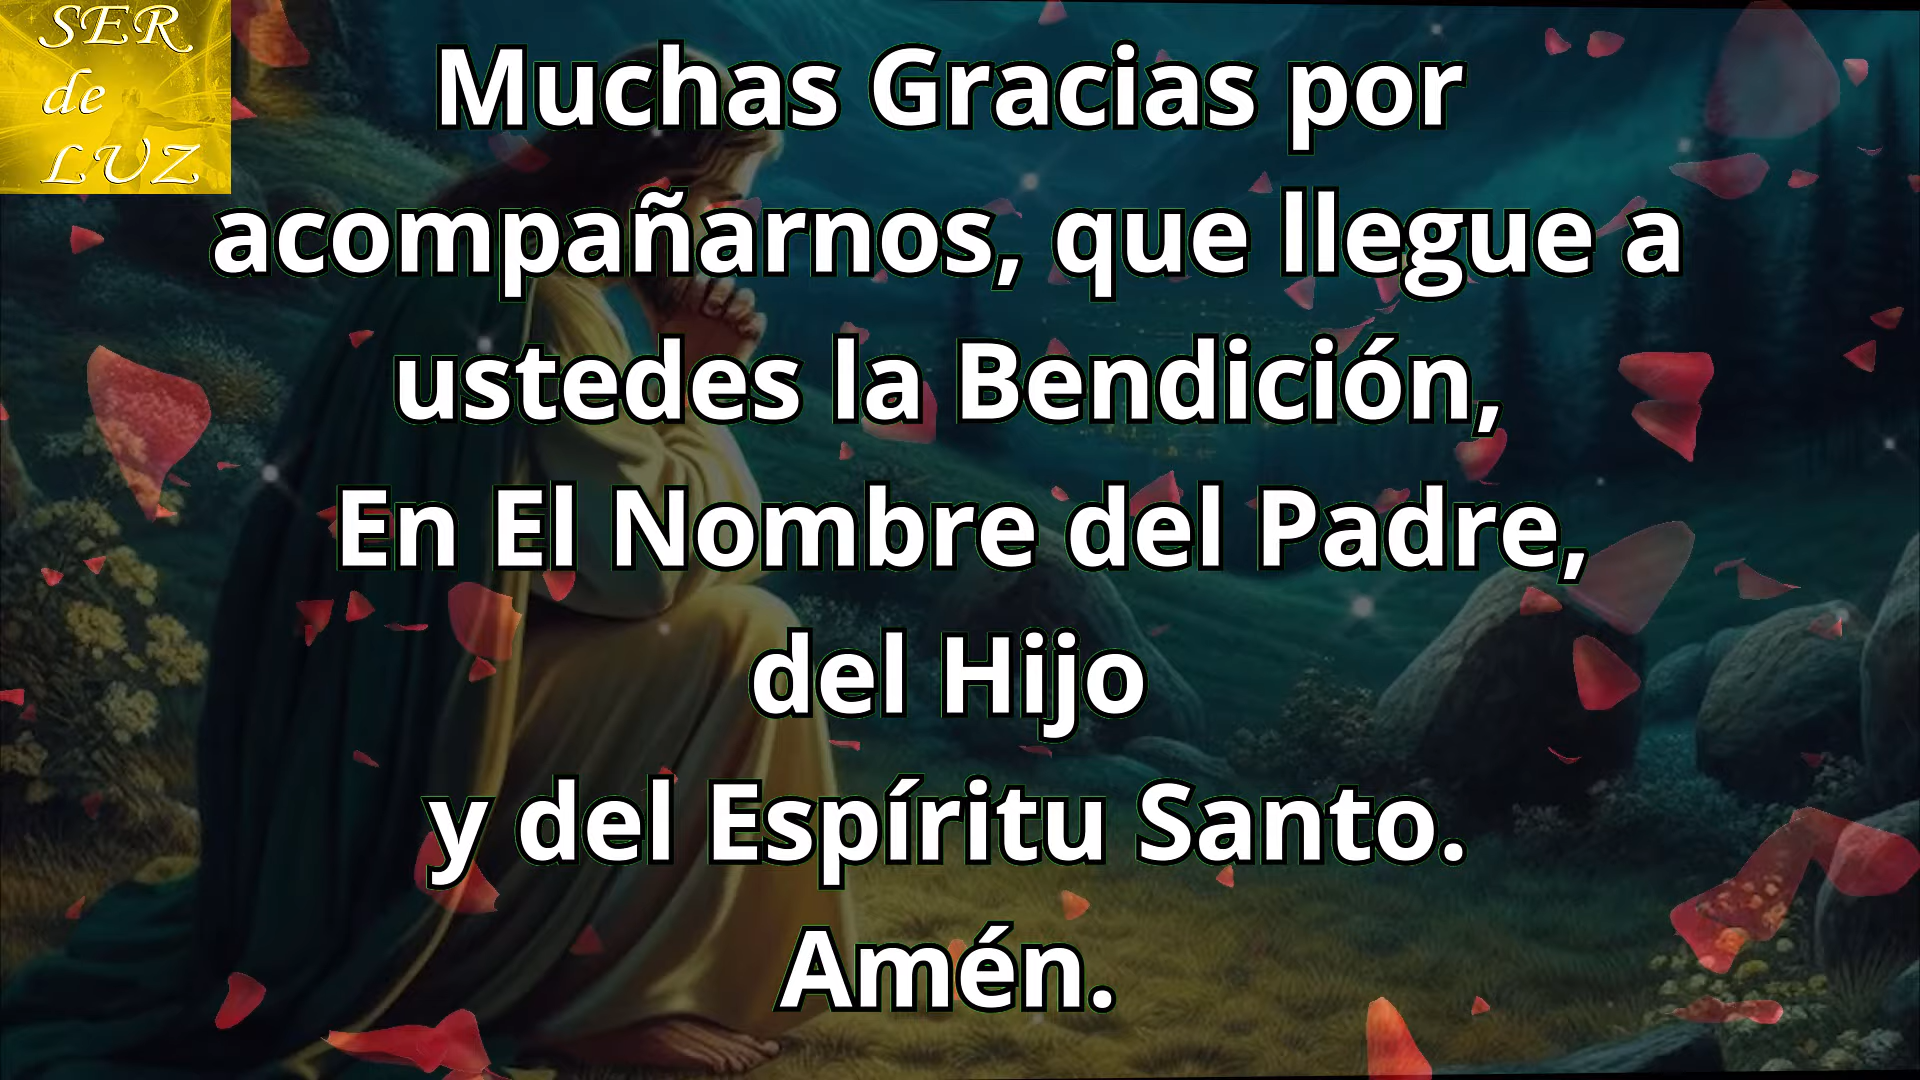 SER
de
LUZ
Muchas Gracias por
acompañarnos, que llegue a
ustedes la Bendición,
En El Nombre del Padre,
del Hijo
y del Espíritu Santo.
Amén.